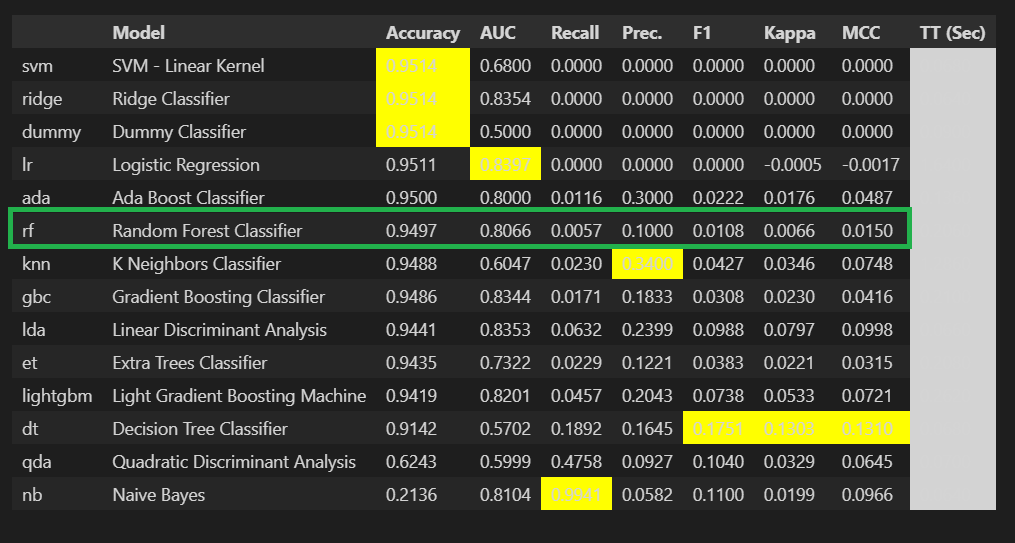 Model Accuracy AUC Recall Prec. F1 Kappa MCC TT (Sec)
svm SVM - Linear Kernel 0.9514 0.6800 0.0000 0.0000 0.0000 0.0000 0.0000
ridge Ridge Classifier 0.9514 0.8354 0.0000 0.0000 0.0000 0.0000 0.0000
dummy Dummy Classifier 0.9514 0.5000 0.0000 0.0000 0.0000 0.0000 0.0000
lr Logistic Regression 0.9511 0.8397 0.0000 0.0000 0.0000 -0.0005 -0.0017
ada Ada Boost Classifier 0.9500 0.8000 0.0116 0.3000 0.0222 0.0176 0.0487
rf Random Forest Classifier 0.9497 0.8066 0.0057 0.1000 0.0108 0.0066 0.0150
knn K Neighbors Classifier 0.9488 0.6047 0.0230 0.3400 0.0427 0.0346 0.0748
gbc Gradient Boosting Classifier 0.9486 0.8344 0.0171 0.1833 0.0308 0.0230 0.0416
lda Linear Discriminant Analysis 0.9441 0.8353 0.0632 0.2399 0.0988 0.0797 0.0998
et Extra Trees Classifier 0.9435 0.7322 0.0229 0.1221 0.0383 0.0221 0.0315
lightgbm Light Gradient Boosting Machine 0.9419 0.8201 0.0457 0.2043 0.0738 0.0533 0.0721
dt Decision Tree Classifier 0.9142 0.5702 0.1892 0.1645 0.1751 0.1303 0.1310
qda Quadratic Discriminant Analysis 0.6243 0.5999 0.4758 0.0927 0.1040 0.0329 0.0645
nb Naive Bayes 0.2136 0.8104 0.9941 0.0582 0.1100 0.0199 0.0966